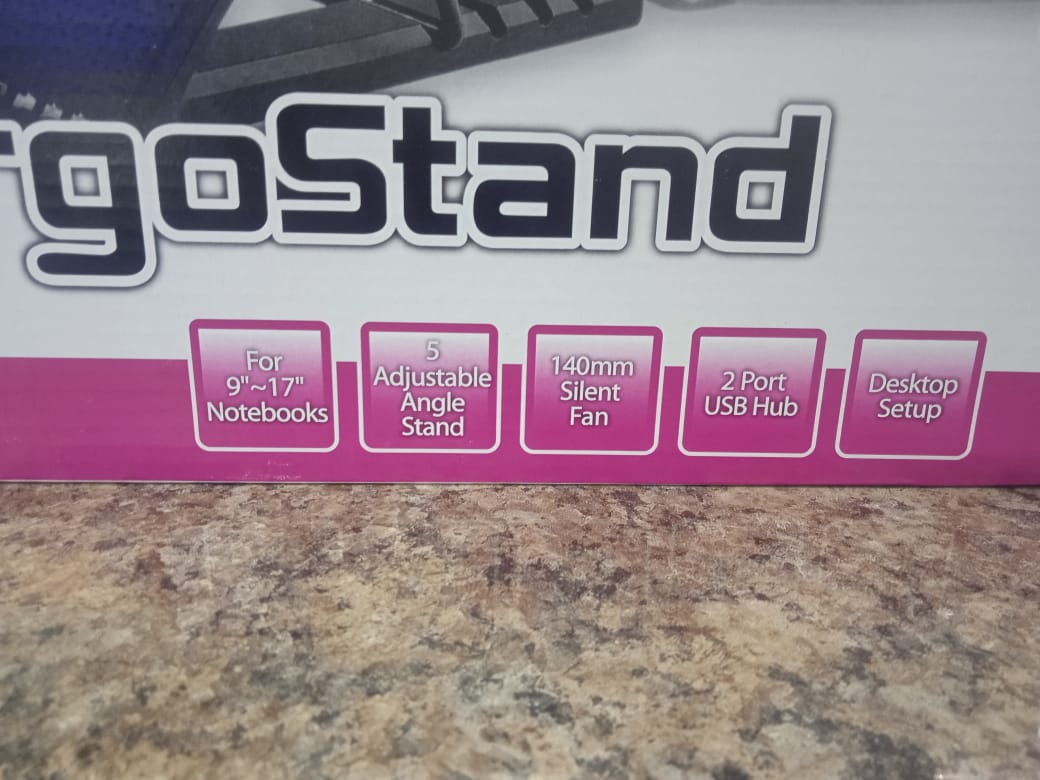 rgoStand
For
9"~17"
Notebooks
5
Adjustable
Angle
Stand
140mm
Silent
Fan
2 Port
USB Hub
Desktop
Setup